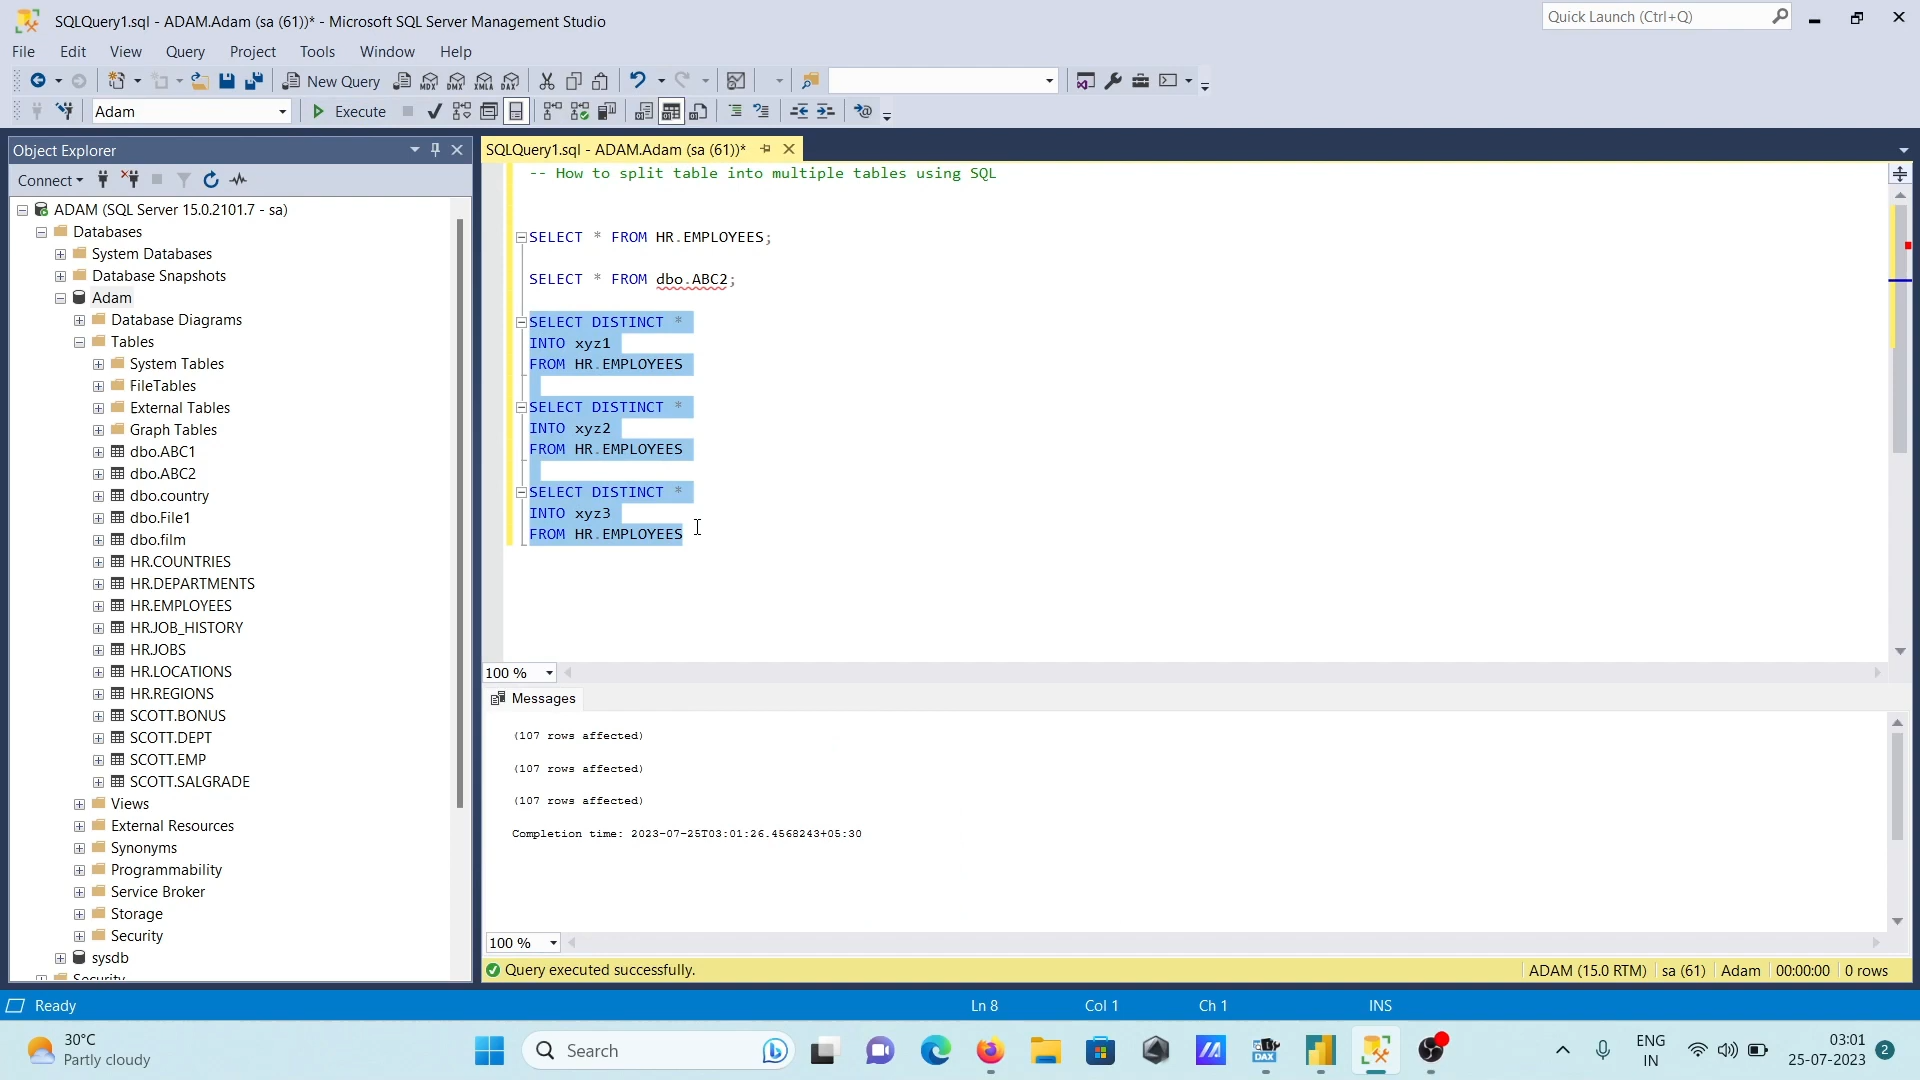 SQLQuery1.sql - ADAM.Adam (sa (61))* - Microsoft SQL Server Management Studio
Quick Launch (Ctrl+Q)
File Edit View Query Project Tools Window Help
New Query MDX DMX XMLA DAX
Adam Execute
Object Explorer
SQLQuery1.sql - ADAM.Adam (sa (61))*
Connect
ADAM (SQL Server 15.0.2101.7 - sa)
Databases
System Databases
Database Snapshots
Adam
Database Diagrams
Tables
System Tables
FileTables
External Tables
Graph Tables
dbo.ABC1
dbo.ABC2
dbo.country
dbo.File1
dbo.film
HR.COUNTRIES
HR.DEPARTMENTS
HR.EMPLOYEES
HR.JOB_HISTORY
HR.JOBS
HR.LOCATIONS
HR.REGIONS
SCOTT.BONUS
SCOTT.DEPT
SCOTT.EMP
SCOTT.SALGRADE
Views
External Resources
Synonyms
Programmability
Service Broker
Storage
Security
sysdb
Security
-- How to split table into multiple tables using SQL
SELECT * FROM HR.EMPLOYEES;
SELECT * FROM dbo.ABC2;
SELECT DISTINCT *
INTO xyz1
FROM HR.EMPLOYEES
SELECT DISTINCT *
INTO xyz2
FROM HR.EMPLOYEES
SELECT DISTINCT *
INTO xyz3
FROM HR.EMPLOYEES
100 %
Messages
(107 rows affected)
(107 rows affected)
(107 rows affected)
Completion time: 2023-07-25T03:01:26.4568243+05:30
100 %
Query executed successfully.
ADAM (15.0 RTM) sa (61) Adam 00:00:00 0 rows
Ready Ln 8 Col 1 Ch 1 INS
30°C
Partly cloudy
Search
DAX
ENG
IN
03:01
25-07-2023
2